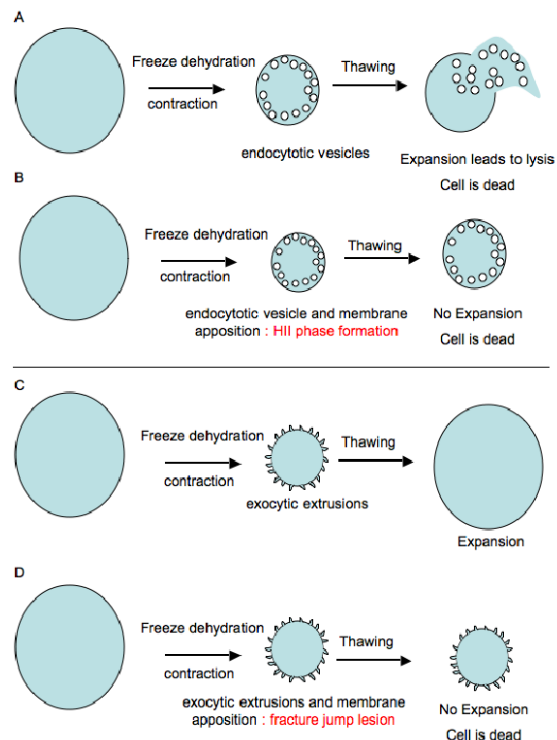 A
Freeze dehydration
contraction
Thawing
endocytotic vesicles
Expansion leads to lysis
Cell is dead
B
Freeze dehydration
contraction
Thawing
endocytotic vesicle and membrane
apposition : HII phase formation
No Expansion
Cell is dead
C
Freeze dehydration
contraction
Thawing
exocytic extrusions
Expansion
D
Freeze dehydration
contraction
Thawing
exocytic extrusions and membrane
apposition : fracture jump lesion
No Expansion
Cell is dead